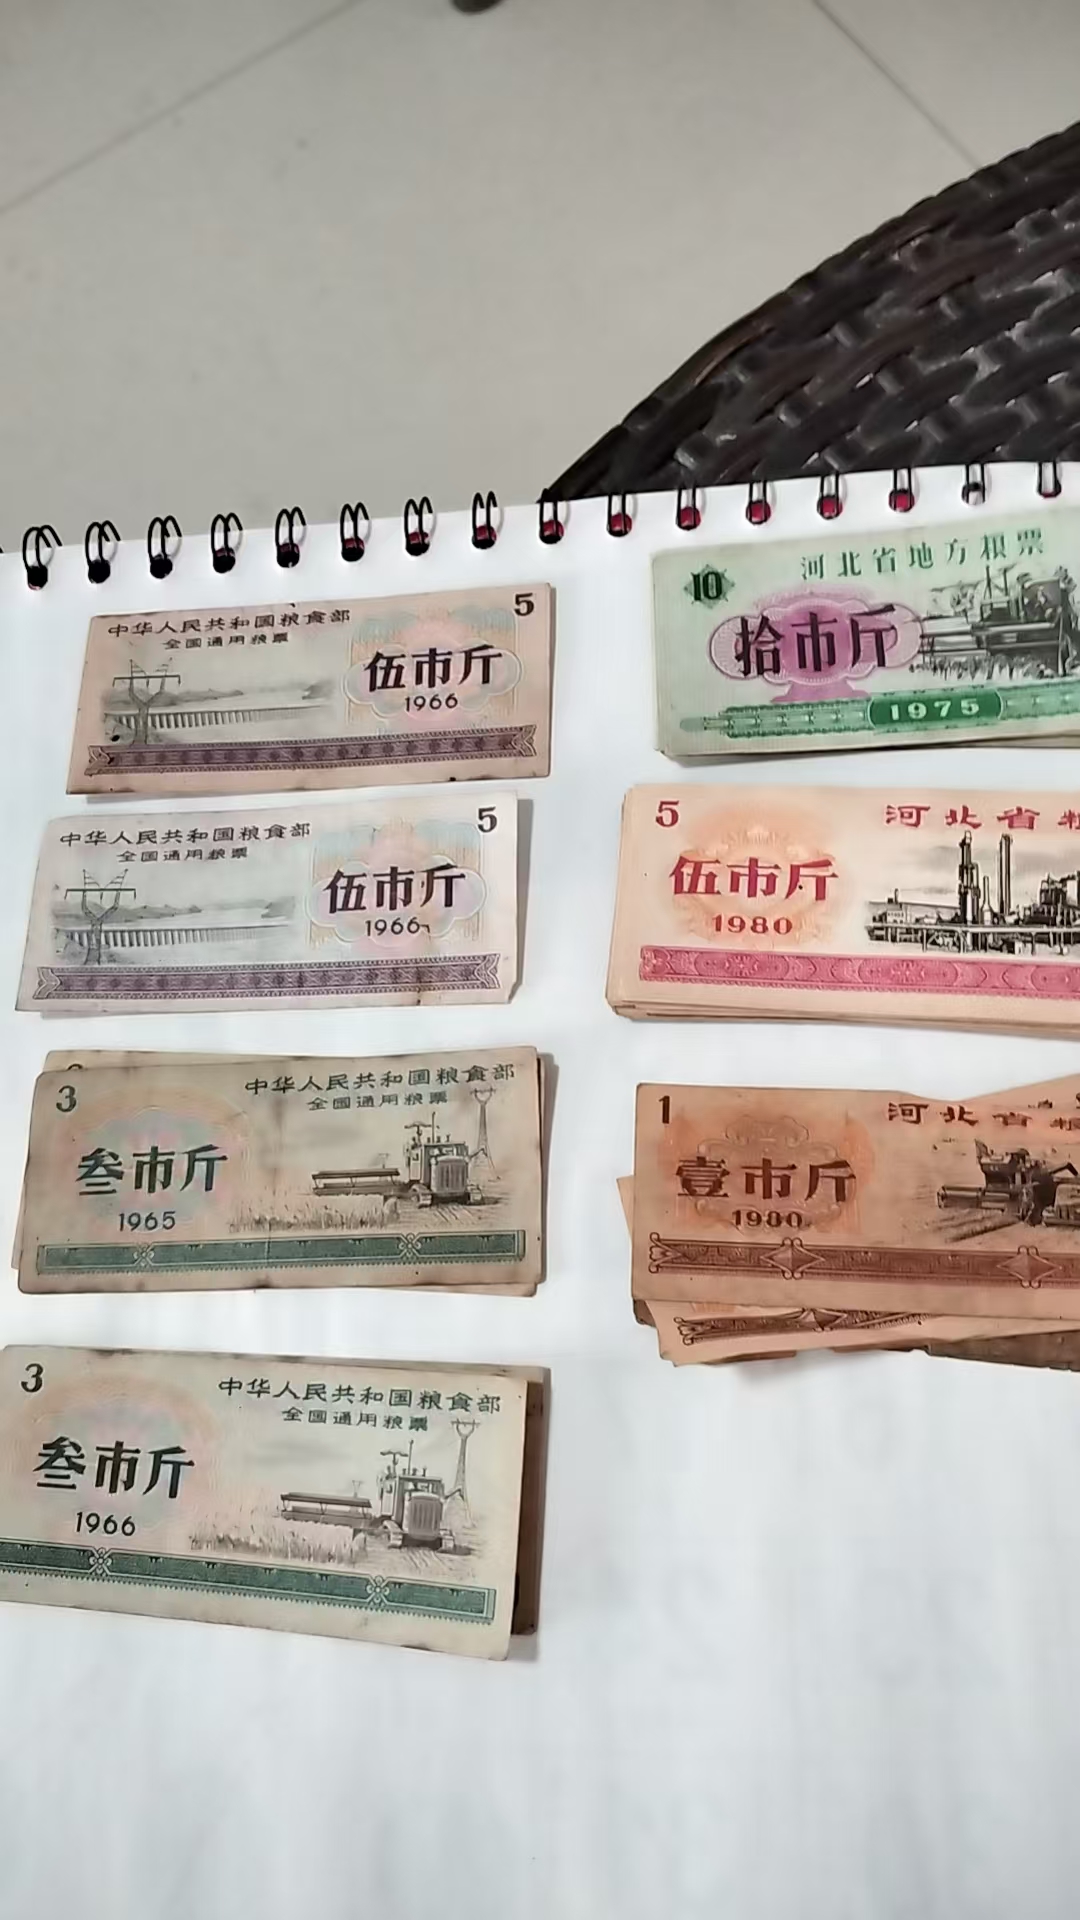 中华人民共和国粮食部
5
全国通用粮票
伍市斤
1966
中华人民共和国粮食部
5
全国通用粮票
伍市斤
1966
3
中华人民共和国粮食部
全国通用粮票
叁市斤
1965
3
中华人民共和国粮食部
全国通用粮票
叁市斤
1966
10
河北省地方粮票
拾市斤
1975
5
河北省粮
伍市斤
1980
1
河北省粮
壹市斤
1980